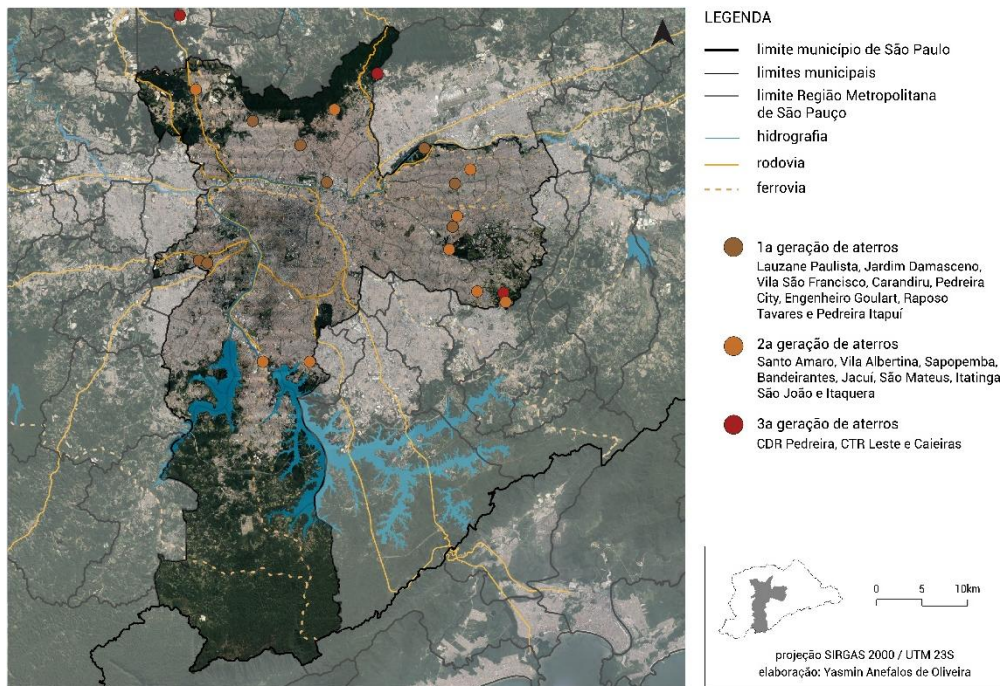 LEGENDA
limite município de São Paulo
limites municipais
limite Região Metropolitana
de São Pauço
hidrografia
rodovia
ferrovia
1a geração de aterros
Lauzane Paulista, Jardim Damasceno,
Vila São Francisco, Carandiru, Pedreira
City, Engenheiro Goulart, Raposo
Tavares e Pedreira Itapuí
2a geração de aterros
Santo Amaro, Vila Albertina, Sapopemba,
Bandeirantes, Jacuí, São Mateus, Itatinga
São João e Itaquera
3a geração de aterros
CDR Pedreira, CTR Leste e Caieiras
0 5 10km
projeção SIRGAS 2000 / UTM 23S
elaboração: Yasmin Anefalos de Oliveira